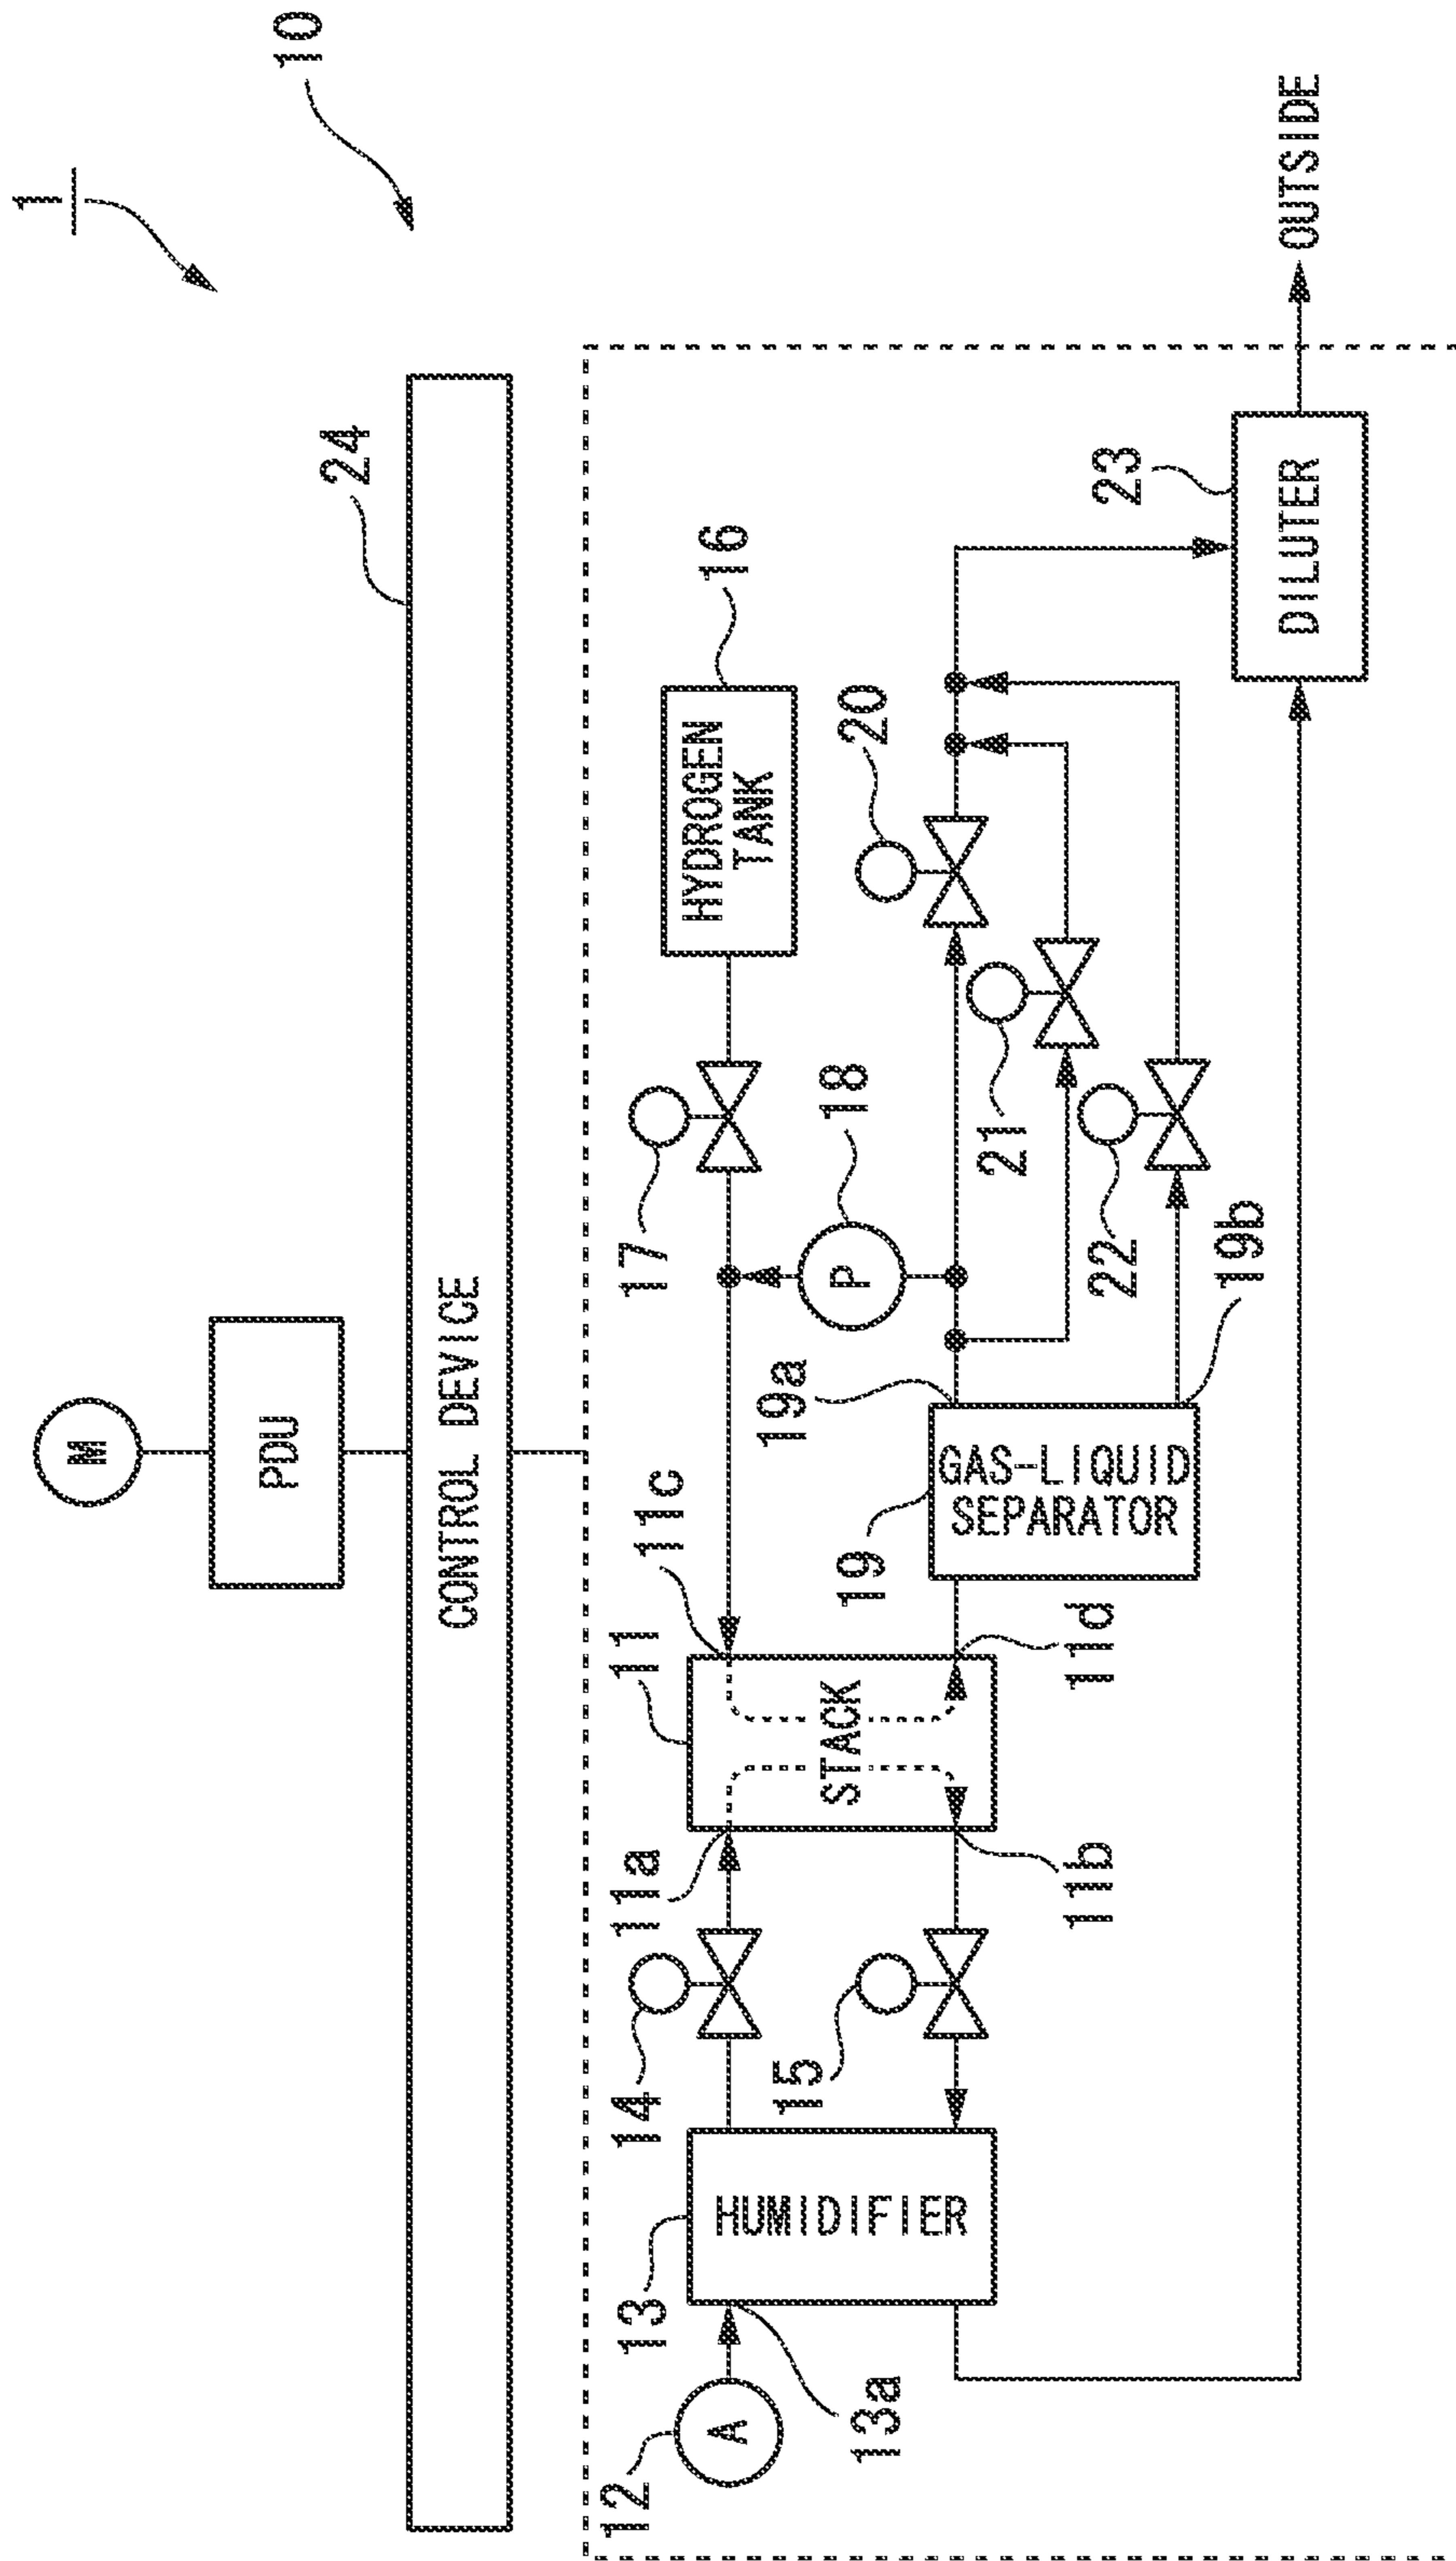 1
10
M
PDU
24
CONTROL DEVICE
12
A
13a
13
HUMIDIFIER
14
15
11a
11
11b
STACK
11c
11d
17
16
HYDROGEN
TANK
18
P
19
19a
GAS-LIQUID
SEPARATOR
19b
20
21
22
23
DILUTER
OUTSIDE